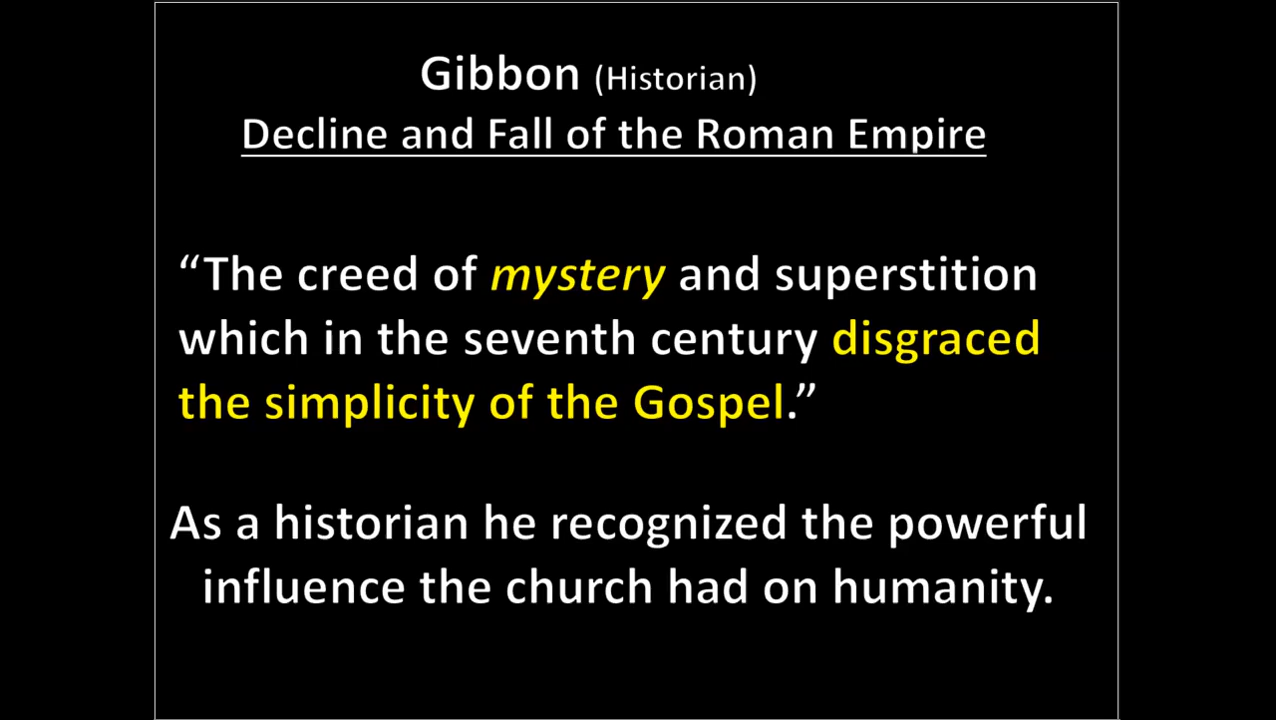 Gibbon (Historian)
Decline and Fall of the Roman Empire
“The creed of mystery and superstition
which in the seventh century disgraced
the simplicity of the Gospel.”
As a historian he recognized the powerful
influence the church had on humanity.